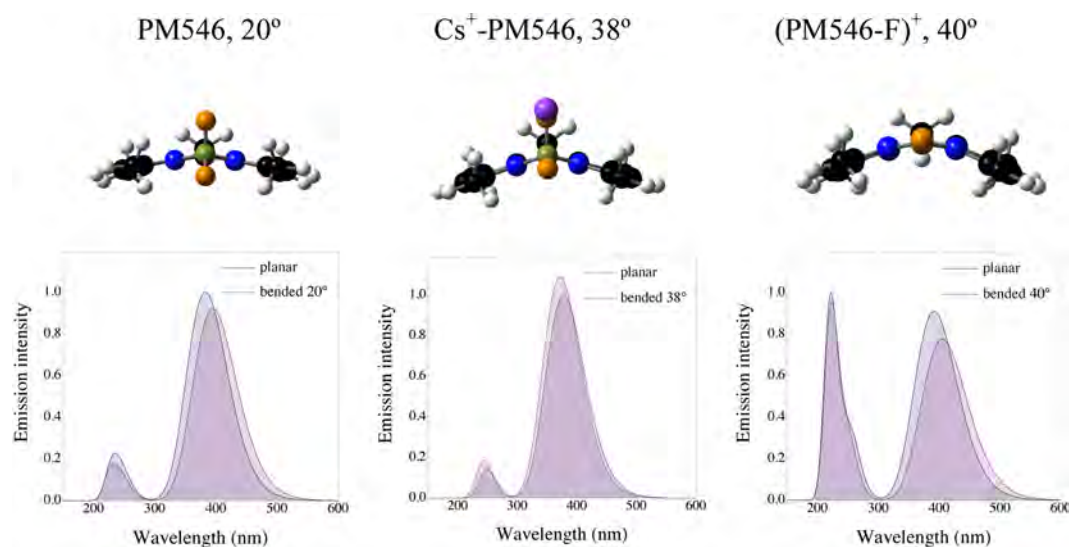 PM546, 20º
Cs⁺-PM546, 38º
(PM546-F)⁺, 40º
planar
bended 20º
1.0
0.8
0.6
0.4
0.2
0.0
Emission intensity
200 300 400 500 600
Wavelength (nm)
planar
bended 38º
1.0
0.8
0.6
0.4
0.2
0.0
Emission intensity
200 300 400 500 600
Wavelength (nm)
planar
bended 40º
1.0
0.8
0.6
0.4
0.2
0.0
Emission intensity
200 300 400 500 600
Wavelength (nm)